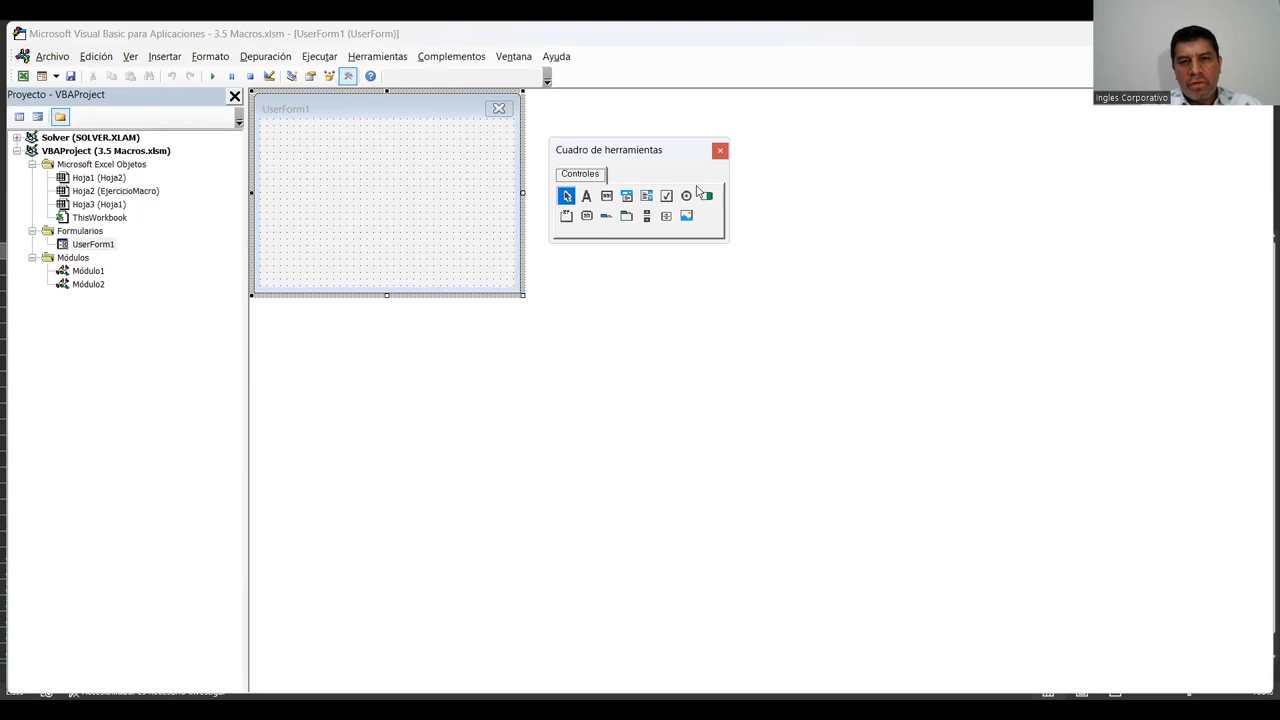 Microsoft Visual Basic para Aplicaciones - 3.5 Macros.xlsm - [UserForm1 (UserForm)]
Archivo Edición Ver Insertar Formato Depuración Ejecutar Herramientas Complementos Ventana Ayuda
Ingles Corporativo
Proyecto - VBAProject
UserForm1
Solver (SOLVER.XLAM)
VBAProject (3.5 Macros.xlsm)
Microsoft Excel Objetos
Hoja1 (Hoja2)
Hoja2 (EjercicioMacro)
Hoja3 (Hoja1)
ThisWorkbook
Formularios
UserForm1
Módulos
Módulo1
Módulo2
Cuadro de herramientas
Controles